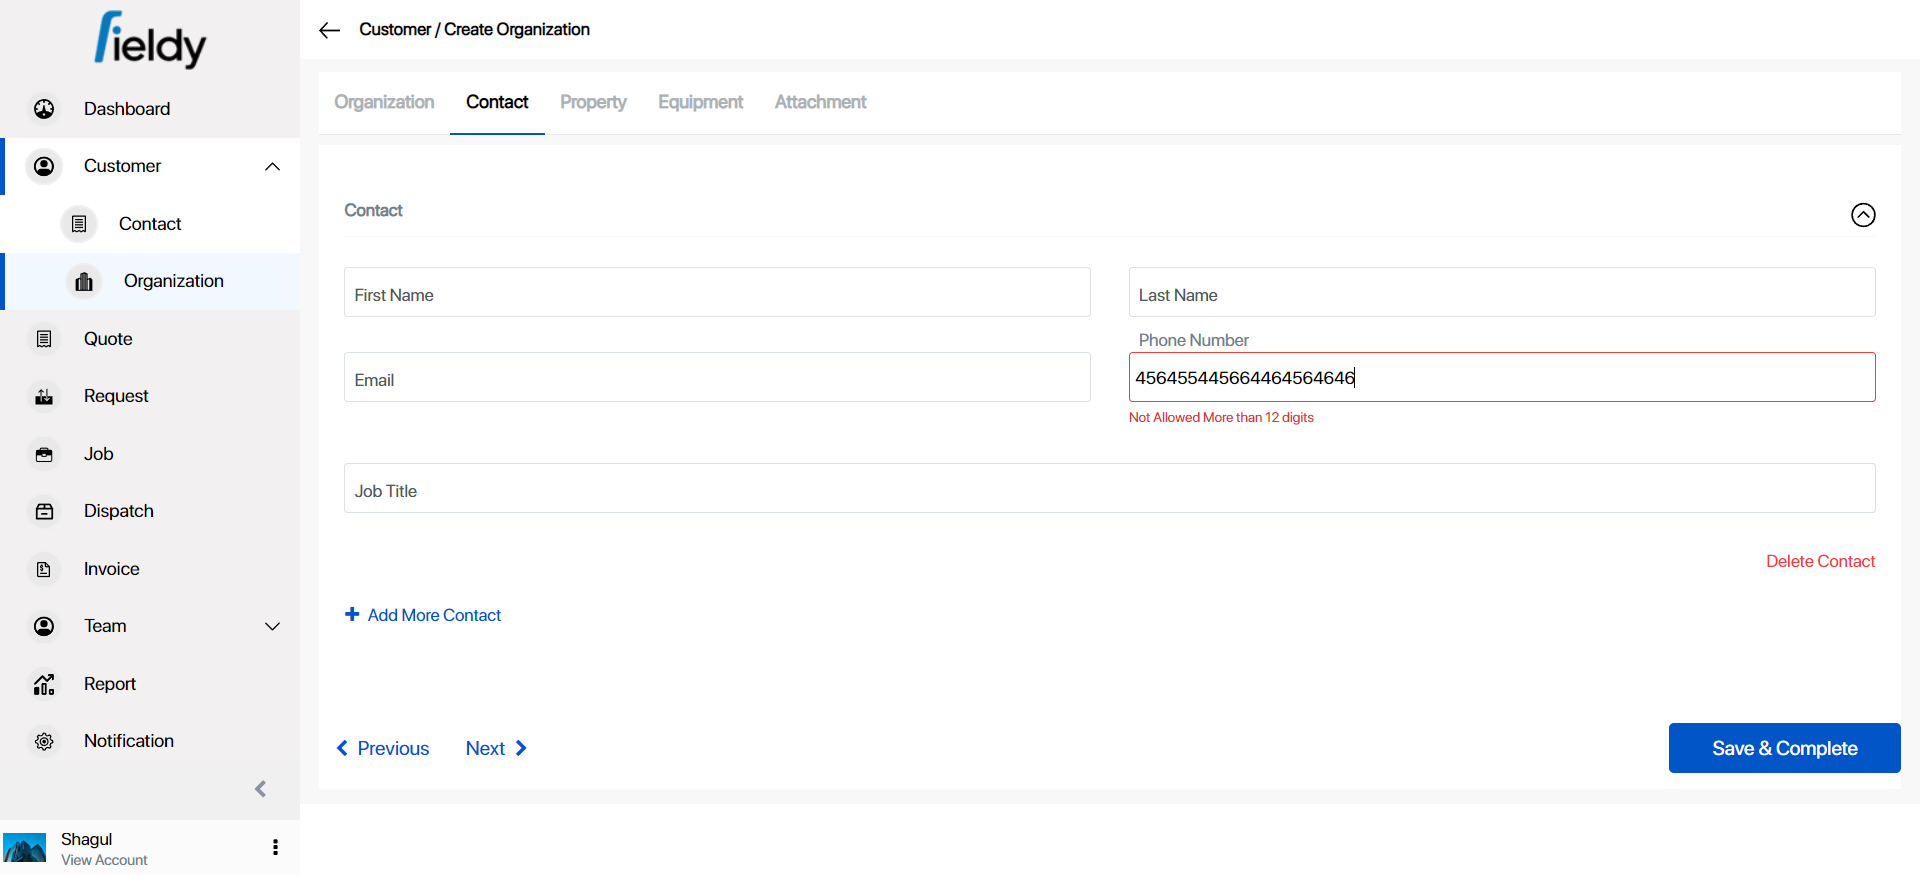 fieldy
Dashboard
Customer
Contact
Organization
Quote
Request
Job
Dispatch
Invoice
Team
Report
Notification
Shagul
View Account
Customer / Create Organization
Organization Contact Property Equipment Attachment
Contact
First Name Last Name
Phone Number
Email 456455445664464564646
Not Allowed More than 12 digits
Job Title
Delete Contact
Add More Contact
Previous Next Save & Complete